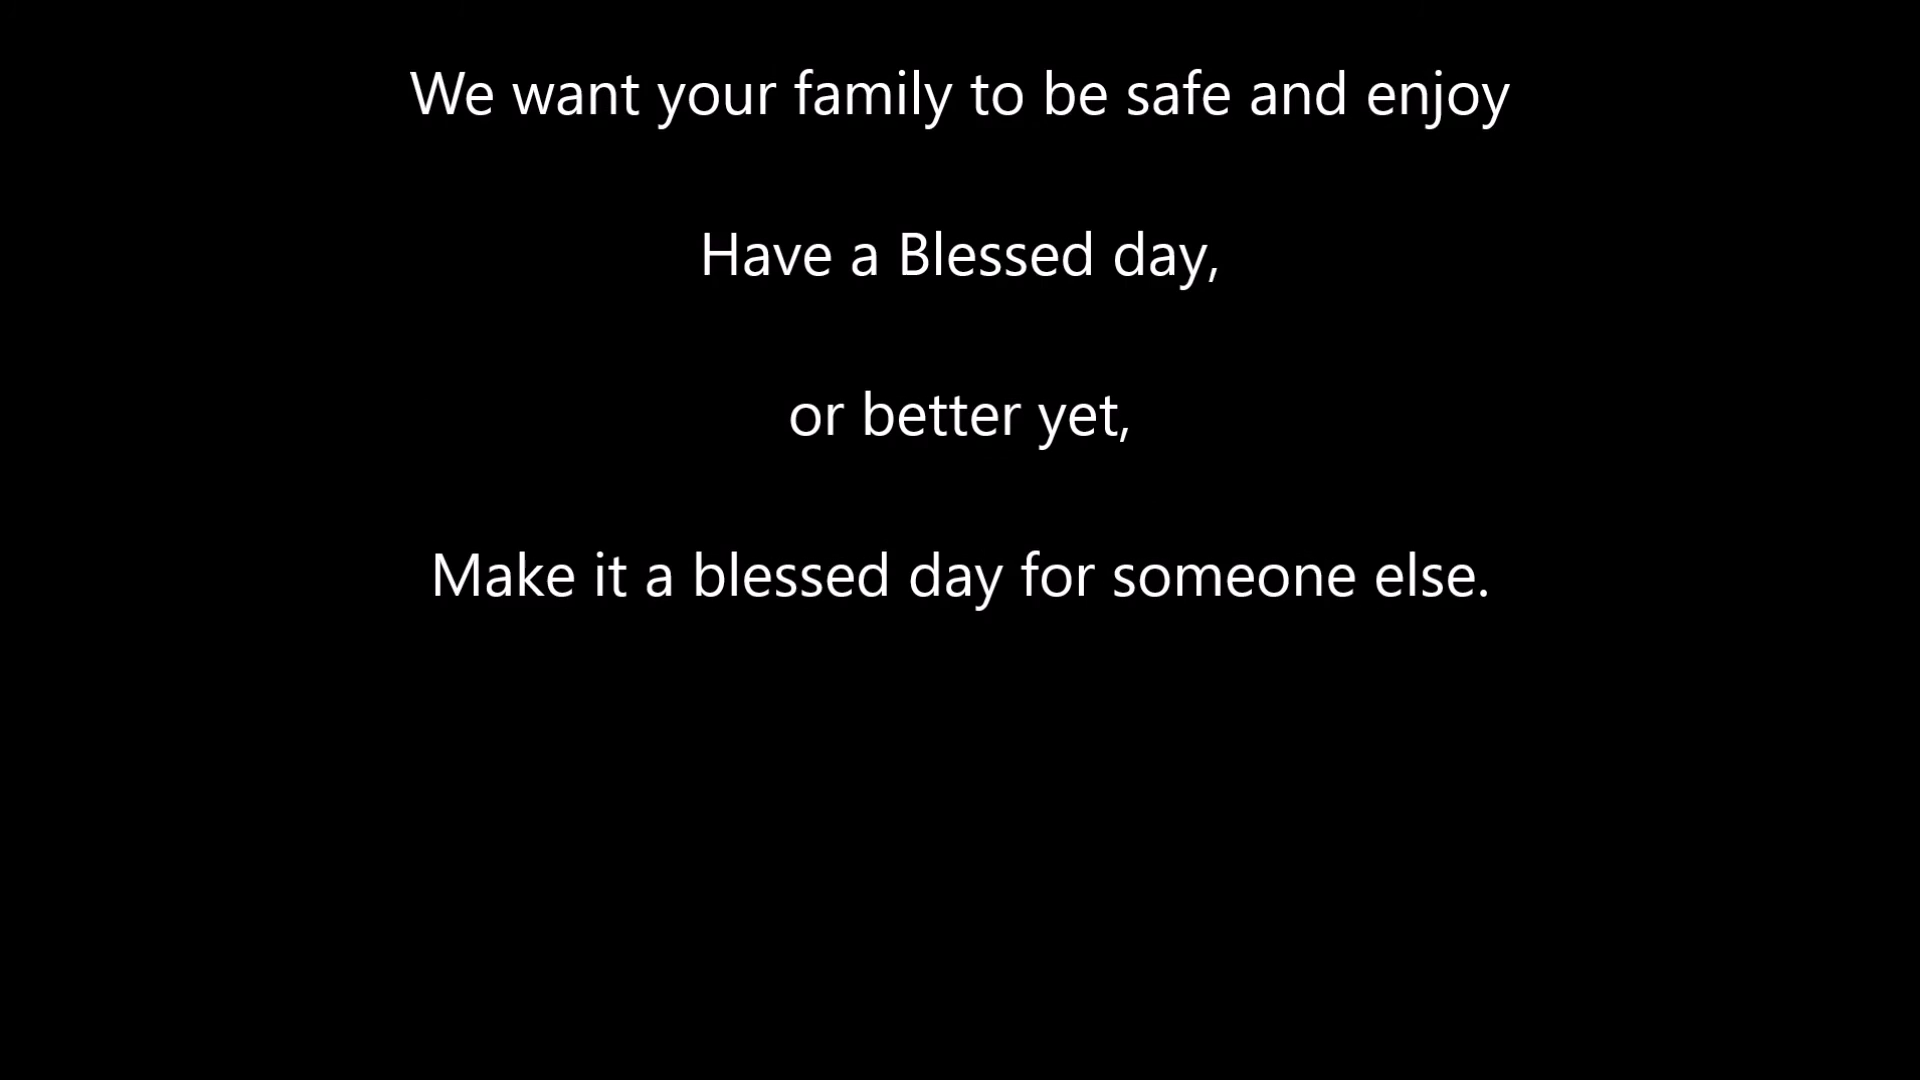 We want your family to be safe and enjoy
Have a Blessed day,
or better yet,
Make it a blessed day for someone else.